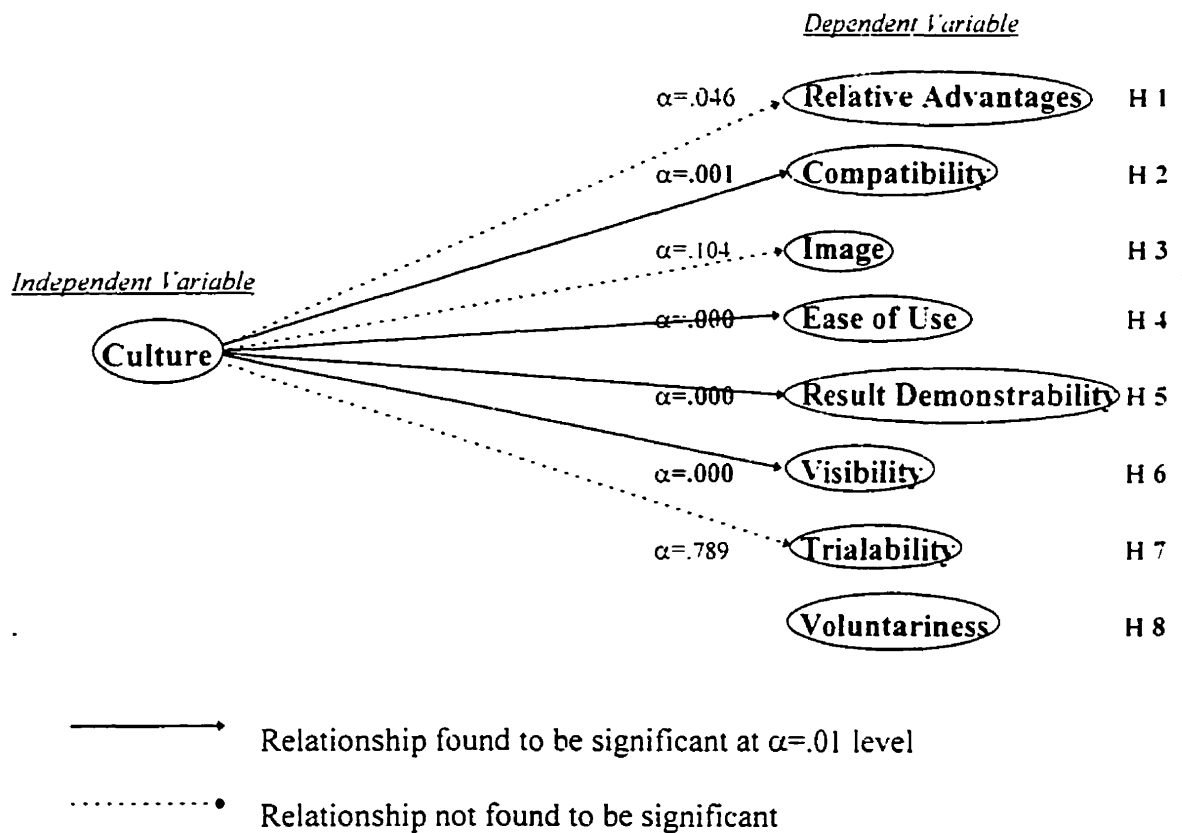 Dependent Variable
α=.046 Relative Advantages H 1
α=.001 Compatibility H 2
α=.104 Image H 3
Independent Variable
α=.000 Ease of Use H 4
Culture
α=.000 Result Demonstrability H 5
α=.000 Visibility H 6
α=.789 Trialability H 7
Voluntariness H 8
Relationship found to be significant at α=.01 level
Relationship not found to be significant